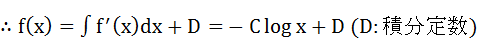 ∴ f(x) = ∫ f′(x)dx + D = − C log x + D (D: 積分定数)